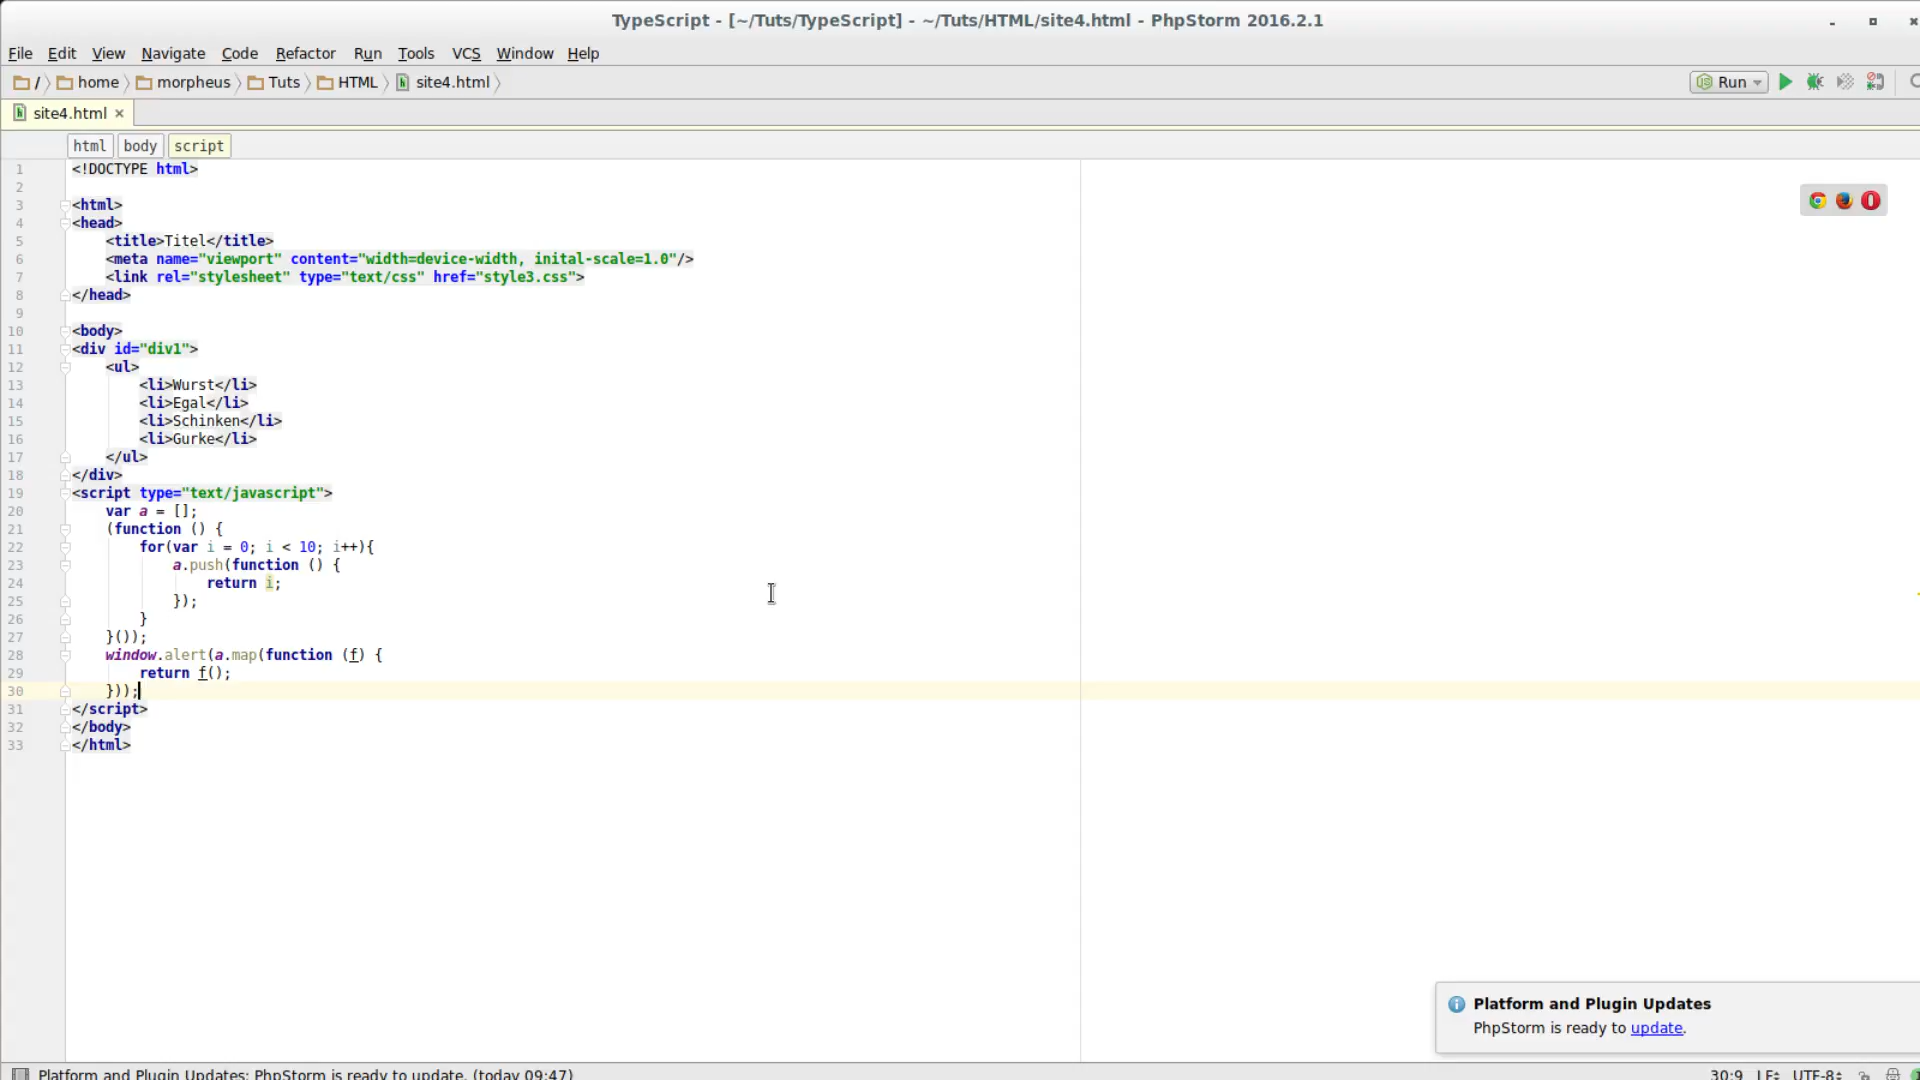 TypeScript - [~/Tuts/TypeScript] - ~/Tuts/HTML/site4.html - PhpStorm 2016.2.1
File Edit View Navigate Code Refactor Run Tools VCS Window Help
/ home morpheus Tuts HTML site4.html Run
site4.html
html body script
1 <!DOCTYPE html>
2
3 <html>
4 <head>
5 <title>Titel</title>
6 <meta name="viewport" content="width=device-width, inital-scale=1.0"/>
7 <link rel="stylesheet" type="text/css" href="style3.css">
8 </head>
9
10 <body>
11 <div id="div1">
12 <ul>
13 <li>Wurst</li>
14 <li>Egal</li>
15 <li>Schinken</li>
16 <li>Gurke</li>
17 </ul>
18 </div>
19 <script type="text/javascript">
20 var a = [];
21 (function () {
22 for(var i = 0; i < 10; i++){
23 a.push(function () {
24 return i;
25 });
26 }
27 }());
28 window.alert(a.map(function (f) {
29 return f();
30 }));
31 </script>
32 </body>
33 </html>
Platform and Plugin Updates
PhpStorm is ready to update.
Platform and Plugin Updates: PhpStorm is ready to update. (today 09:47) 30:9 LF÷ UTF-8÷